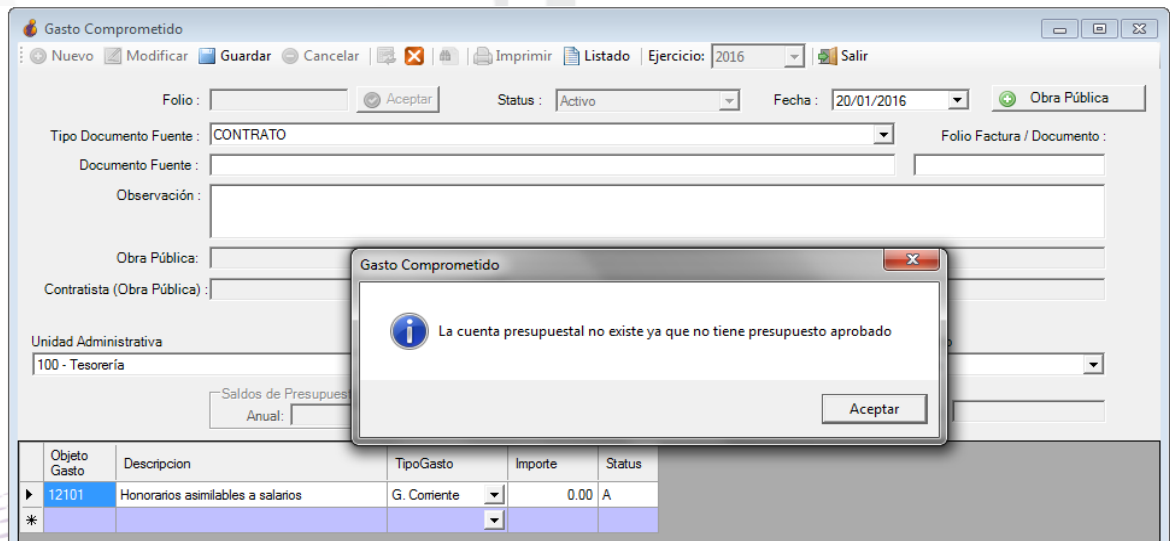 Gasto Comprometido
Nuevo Modificar Guardar Cancelar Imprimir Listado Ejercicio: 2016 Salir
Folio : Aceptar Status : Activo Fecha : 20/01/2016 Obra Pública
Tipo Documento Fuente : CONTRATO Folio Factura / Documento :
Documento Fuente :
Observación :
Obra Pública:
Contratista (Obra Pública) :
Gasto Comprometido
La cuenta presupuestal no existe ya que no tiene presupuesto aprobado
Aceptar
Unidad Administrativa
100 - Tesorería
Saldos de Presupuest
Anual:
Objeto Gasto Descripcion TipoGasto Importe Status
12101 Honorarios asimilables a salarios G. Corriente 0.00 A